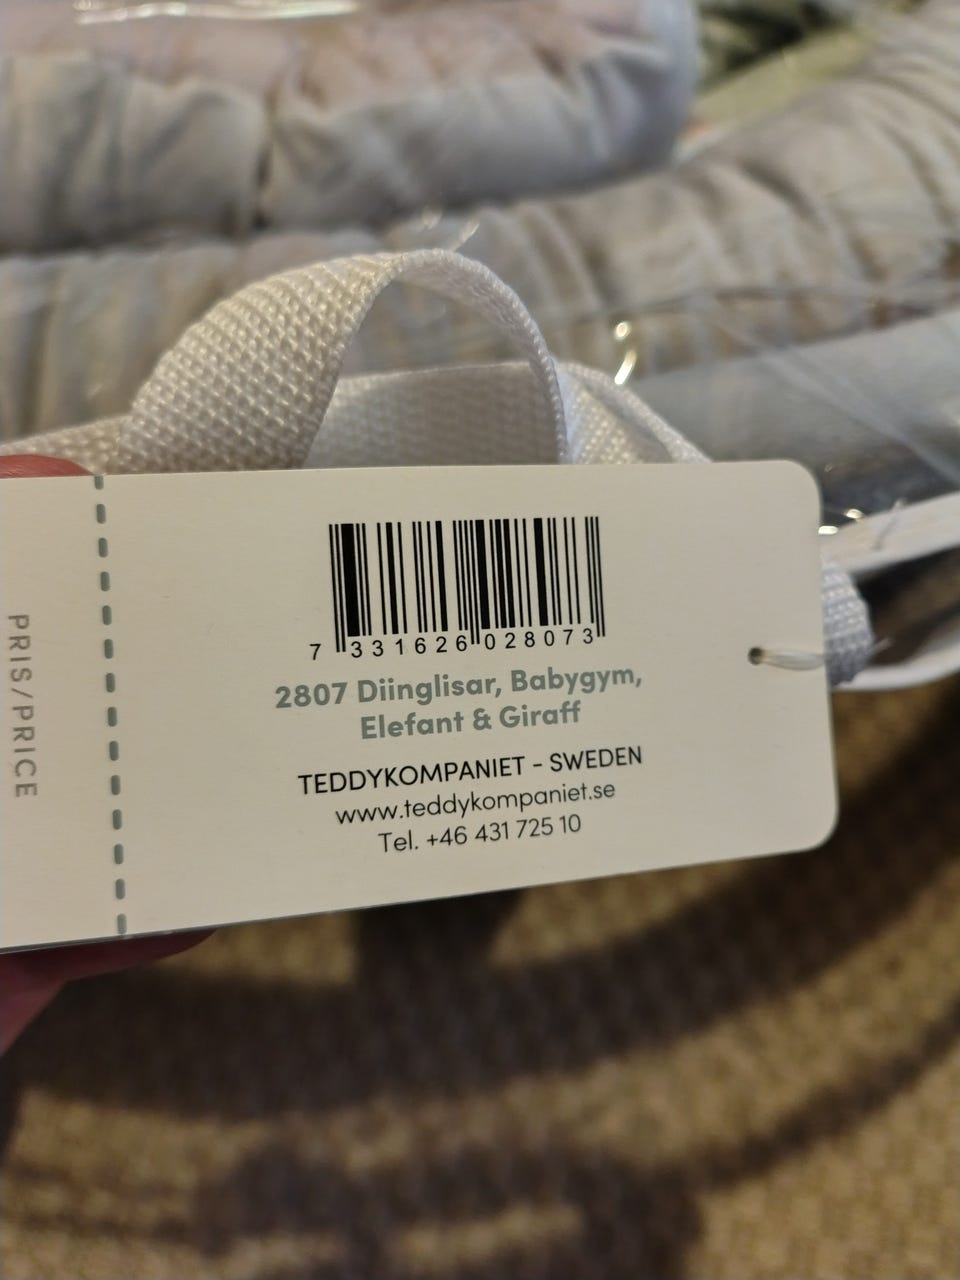 PRIS/PRICE
7 331626 028073
2807 Diinglisar, Babygym,
Elefant & Giraff
TEDDYKOMPANIET - SWEDEN
www.teddykompaniet.se
Tel. +46 431 725 10